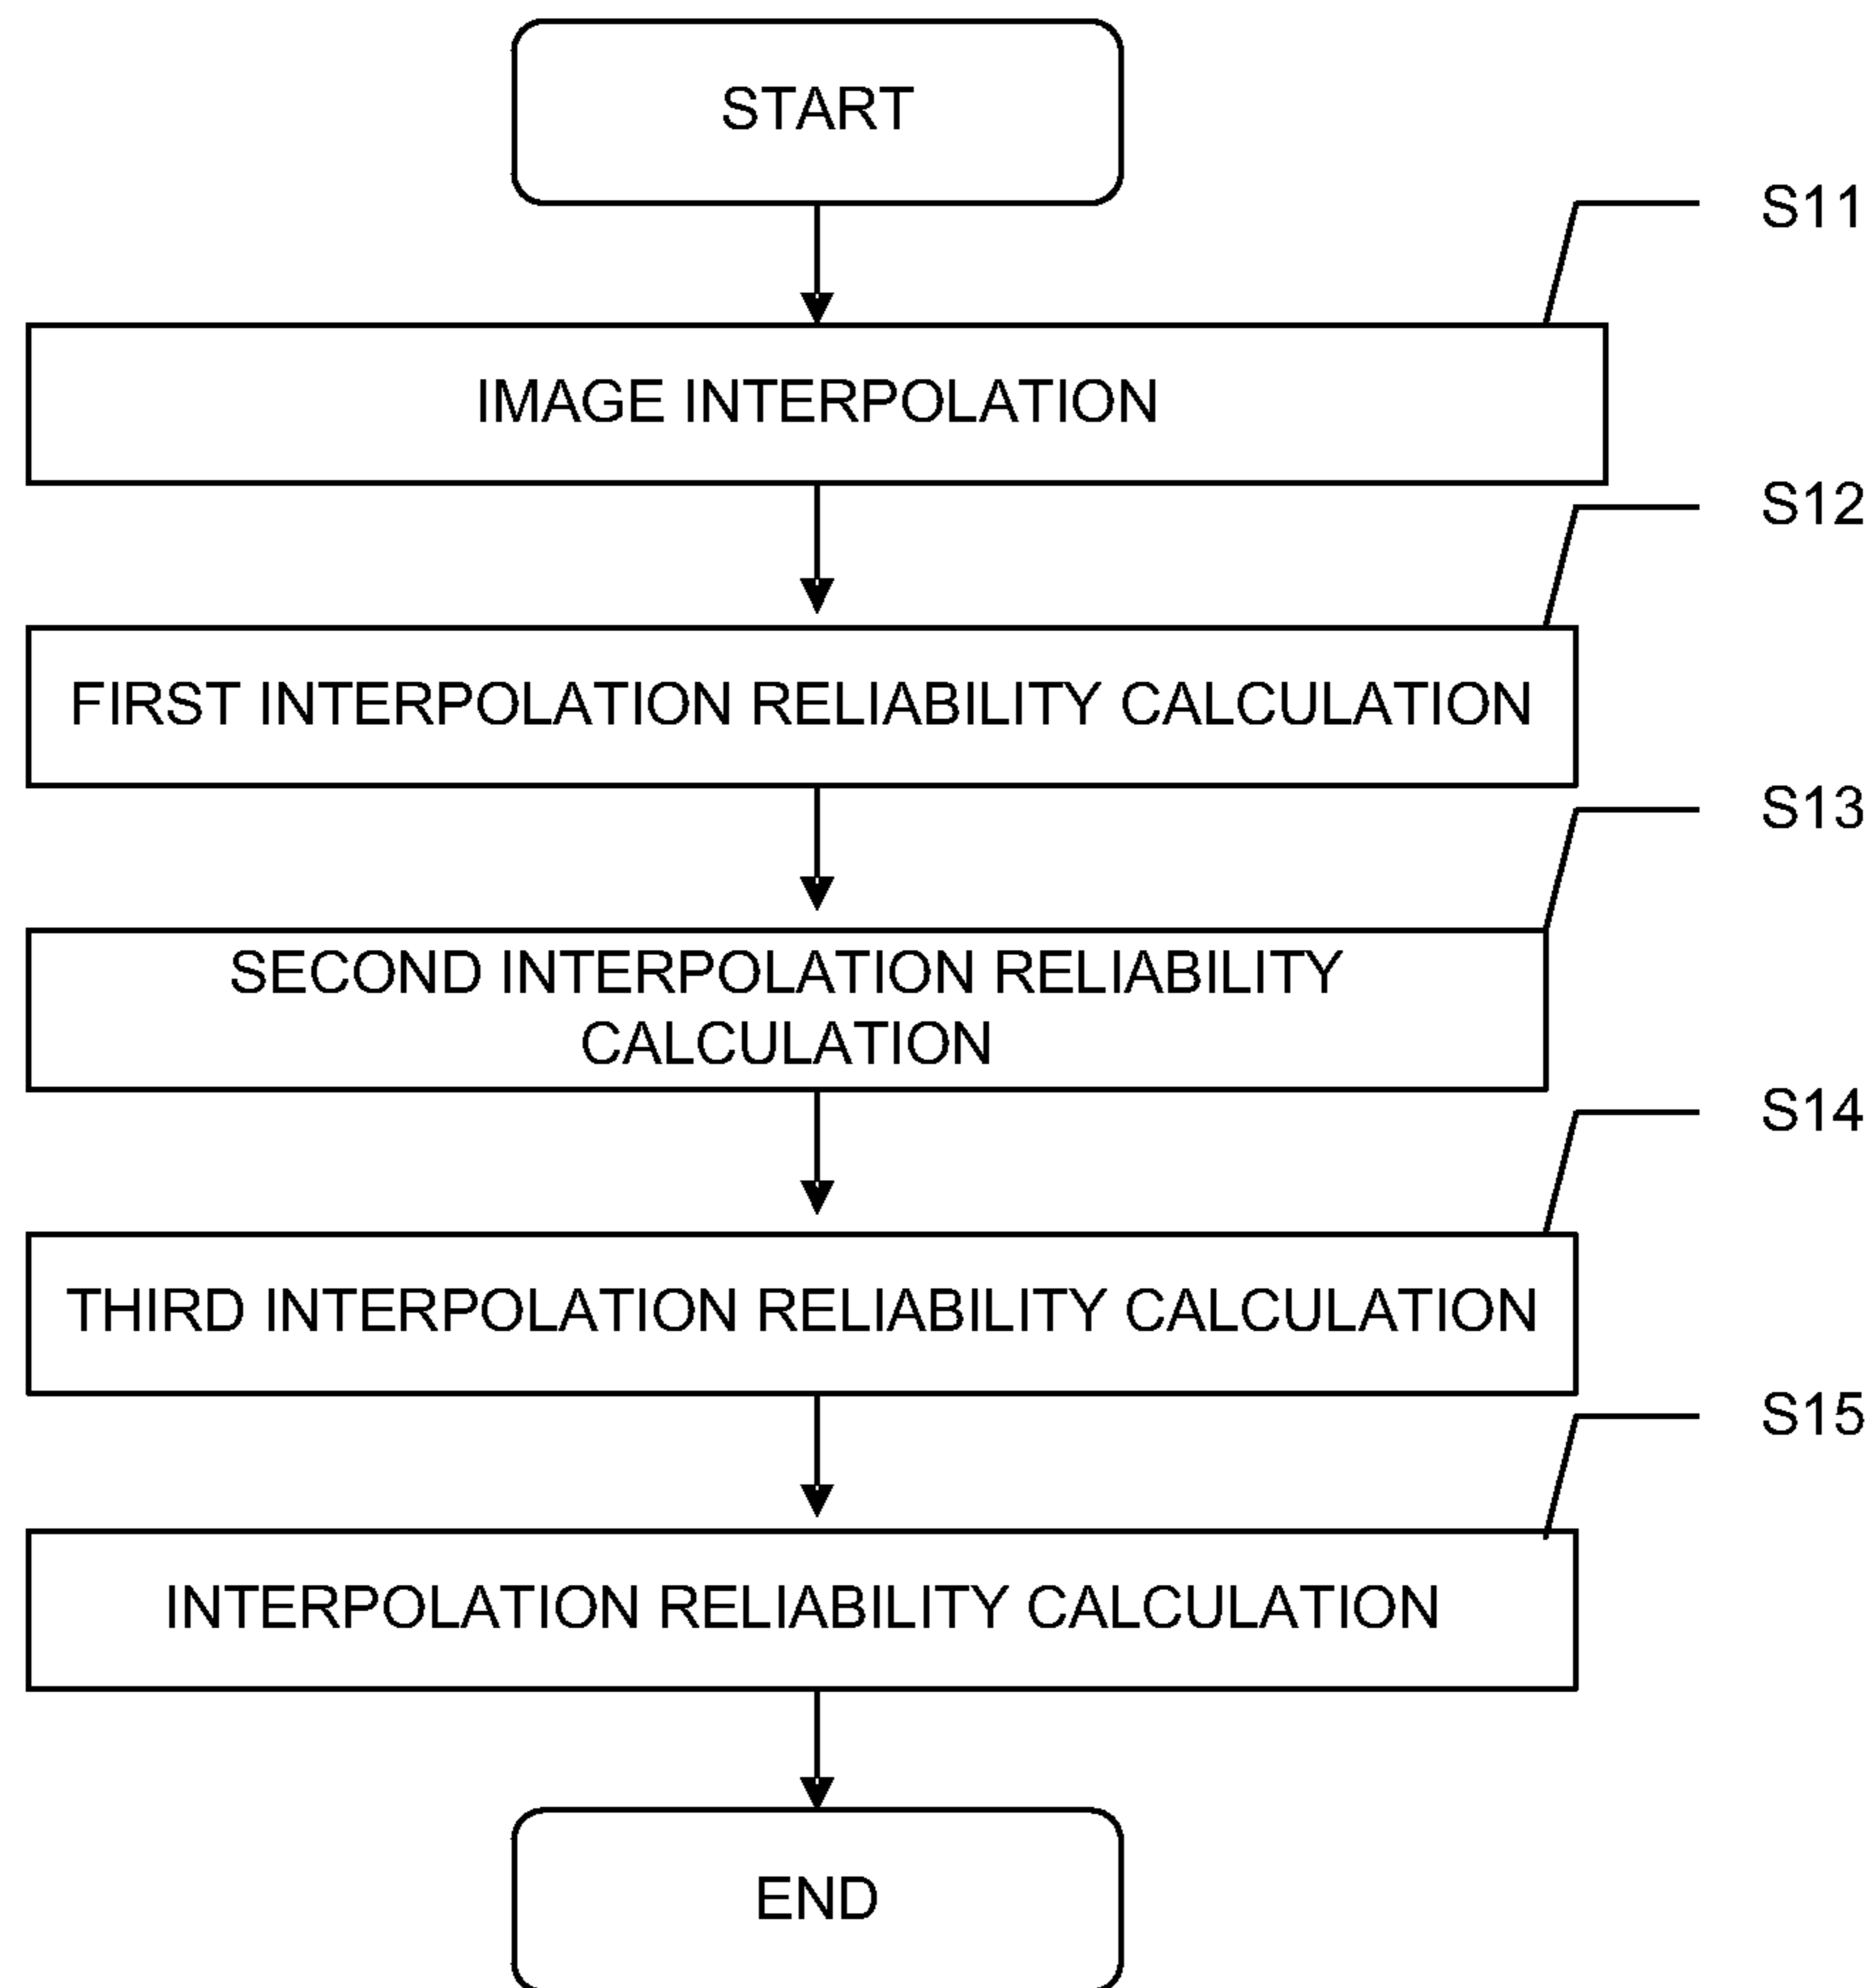 START
S11
IMAGE INTERPOLATION
S12
FIRST INTERPOLATION RELIABILITY CALCULATION
S13
SECOND INTERPOLATION RELIABILITY
CALCULATION
S14
THIRD INTERPOLATION RELIABILITY CALCULATION
S15
INTERPOLATION RELIABILITY CALCULATION
END